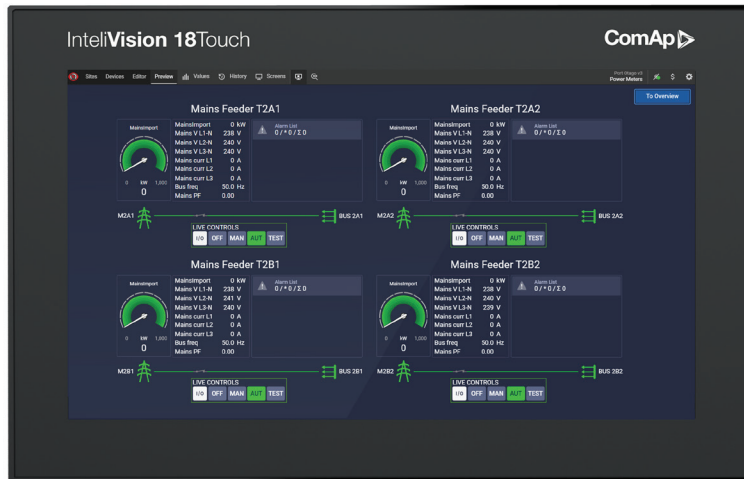 InteliVision 18Touch
ComAp
Sites Devices Editor Preview Values History Screens
Power Meters
To Overview
Mains Feeder T2A1
MainsImport
0 kW 1,000
0
MainsImport 0 kW
Mains V L1-N 238 V
Mains V L2-N 240 V
Mains V L3-N 240 V
Mains curr L1 0 A
Mains curr L2 0 A
Mains curr L3 0 A
Bus freq 50.0 Hz
Mains PF 0.00
Alarm List
0 / * 0 / Σ 0
M2A1
BUS 2A1
LIVE CONTROLS
I/O OFF MAN AUT TEST
Mains Feeder T2A2
MainsImport
0 kW 1,000
0
MainsImport 0 kW
Mains V L1-N 238 V
Mains V L2-N 240 V
Mains V L3-N 240 V
Mains curr L1 0 A
Mains curr L2 0 A
Mains curr L3 0 A
Bus freq 50.0 Hz
Mains PF 0.00
Alarm List
0 / * 0 / Σ 0
M2A2
BUS 2A2
LIVE CONTROLS
I/O OFF MAN AUT TEST
Mains Feeder T2B1
MainsImport
0 kW 1,000
0
MainsImport 0 kW
Mains V L1-N 238 V
Mains V L2-N 241 V
Mains V L3-N 240 V
Mains curr L1 0 A
Mains curr L2 0 A
Mains curr L3 0 A
Bus freq 50.0 Hz
Mains PF 0.00
Alarm List
0 / * 0 / Σ 0
M2B1
BUS 2B1
LIVE CONTROLS
I/O OFF MAN AUT TEST
Mains Feeder T2B2
MainsImport
0 kW 1,000
0
MainsImport 0 kW
Mains V L1-N 238 V
Mains V L2-N 240 V
Mains V L3-N 239 V
Mains curr L1 0 A
Mains curr L2 0 A
Mains curr L3 0 A
Bus freq 50.0 Hz
Mains PF 0.00
Alarm List
0 / * 0 / Σ 0
M2B2
BUS 2B2
LIVE CONTROLS
I/O OFF MAN AUT TEST